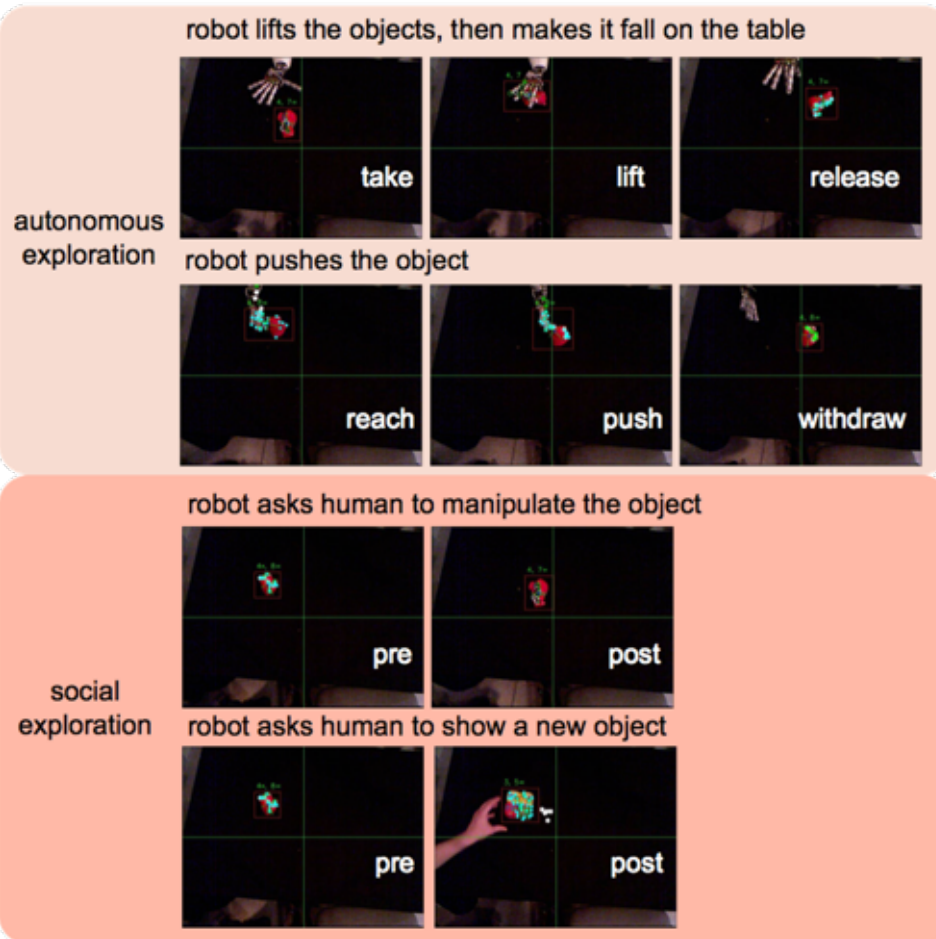 robot lifts the objects, then makes it fall on the table
take
lift
release
autonomous
exploration
robot pushes the object
reach
push
withdraw
robot asks human to manipulate the object
pre
post
social
exploration
robot asks human to show a new object
pre
post